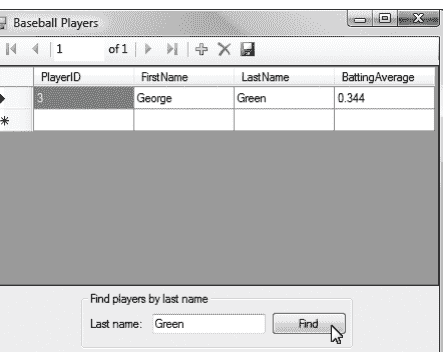 Baseball Players
1 of 1
PlayerID FirstName LastName BattingAverage
3 George Green 0.344
Find players by last name
Last name: Green Find